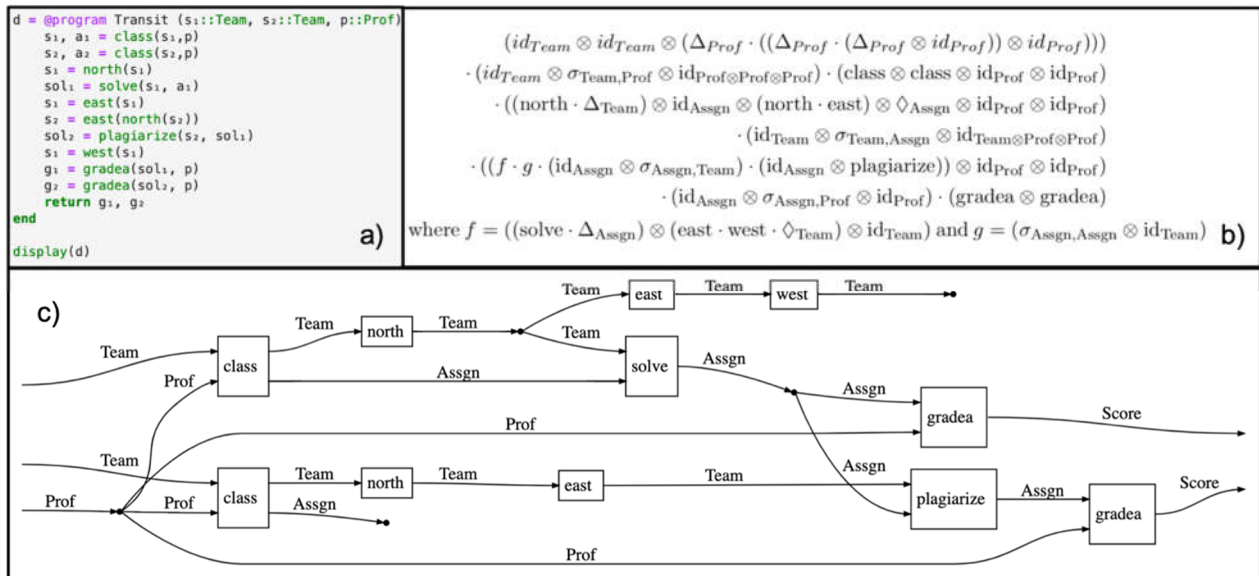 d = @program Transit (s₁::Team, s₂::Team, p::Prof)
s₁, a₁ = class(s₁,p)
s₂, a₂ = class(s₂,p)
s₁ = north(s₁)
sol₁ = solve(s₁, a₁)
s₁ = east(s₁)
s₂ = east(north(s₂))
sol₂ = plagiarize(s₂, sol₁)
s₁ = west(s₁)
g₁ = gradea(sol₁, p)
g₂ = gradea(sol₂, p)
return g₁, g₂
end
display(d)
a)
(id_Team ⊗ id_Team ⊗ (Δ_Prof · ((Δ_Prof · (Δ_Prof ⊗ id_Prof)) ⊗ id_Prof)))
· (id_Team ⊗ σ_Team,Prof ⊗ id_Prof⊗Prof⊗Prof) · (class ⊗ class ⊗ id_Prof ⊗ id_Prof)
· ((north · Δ_Team) ⊗ id_Assgn ⊗ (north · east) ⊗ ◊_Assgn ⊗ id_Prof ⊗ id_Prof)
· (id_Team ⊗ σ_Team,Assgn ⊗ id_Team⊗Prof⊗Prof)
· ((f · g · (id_Assgn ⊗ σ_Assgn,Team) · (id_Assgn ⊗ plagiarize)) ⊗ id_Prof ⊗ id_Prof)
· (id_Assgn ⊗ σ_Assgn,Prof ⊗ id_Prof) · (gradea ⊗ gradea)
where f = ((solve · Δ_Assgn) ⊗ (east · west · ◊_Team) ⊗ id_Team) and g = (σ_Assgn,Assgn ⊗ id_Team)
b)
c)
Team east Team west Team
Team north Team
Team
Team class Prof
Assgn
solve Assgn
Assgn gradea Score
Prof
Team
Prof Prof class Team north Team east Team
Assgn
Assgn plagiarize Assgn gradea Score
Prof